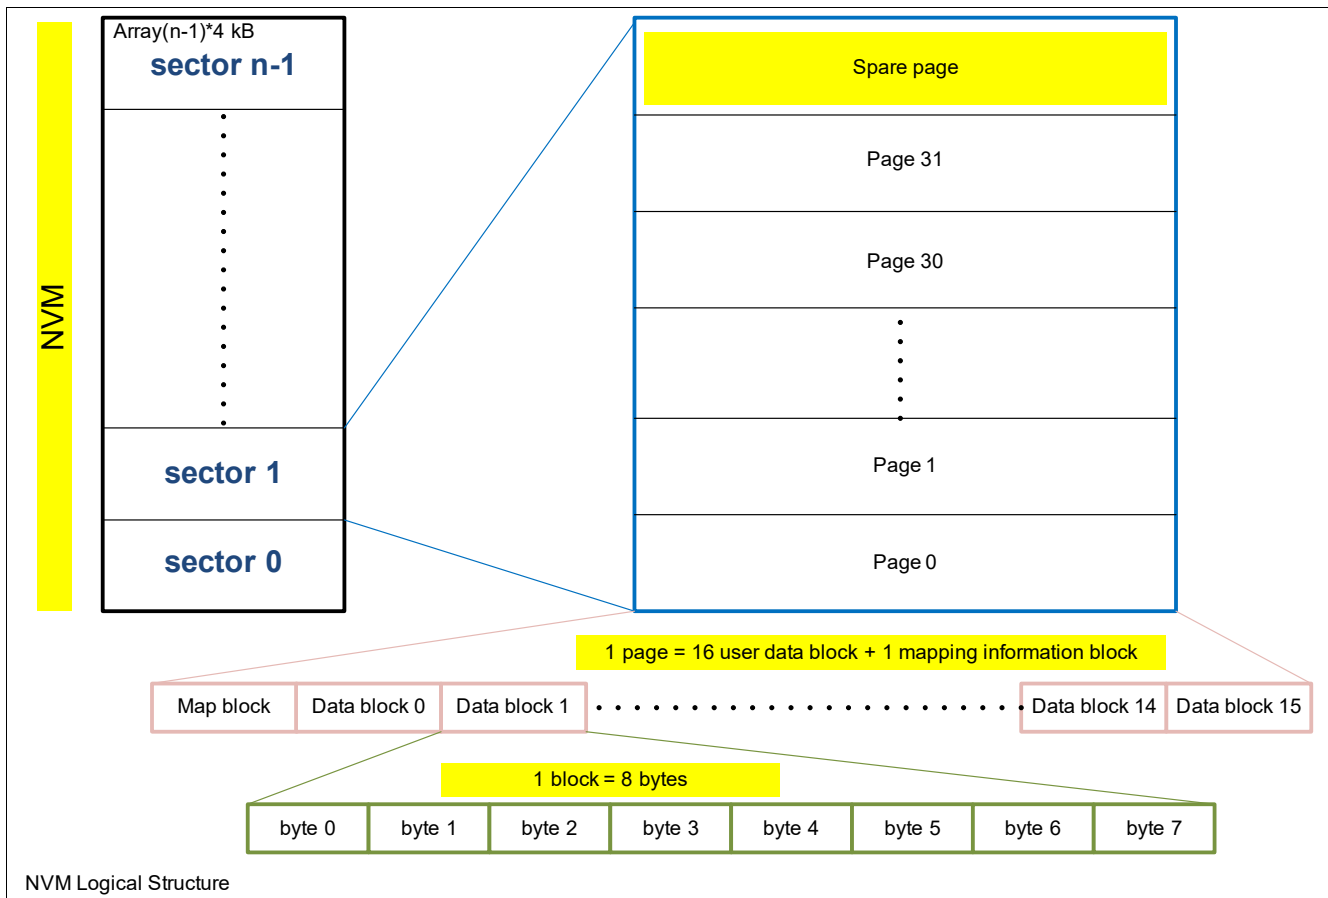 NVM
Array(n-1)*4 kB
sector n-1
sector 1
sector 0
Spare page
Page 31
Page 30
Page 1
Page 0
1 page = 16 user data block + 1 mapping information block
Map block
Data block 0
Data block 1
Data block 14
Data block 15
1 block = 8 bytes
byte 0
byte 1
byte 2
byte 3
byte 4
byte 5
byte 6
byte 7
NVM Logical Structure